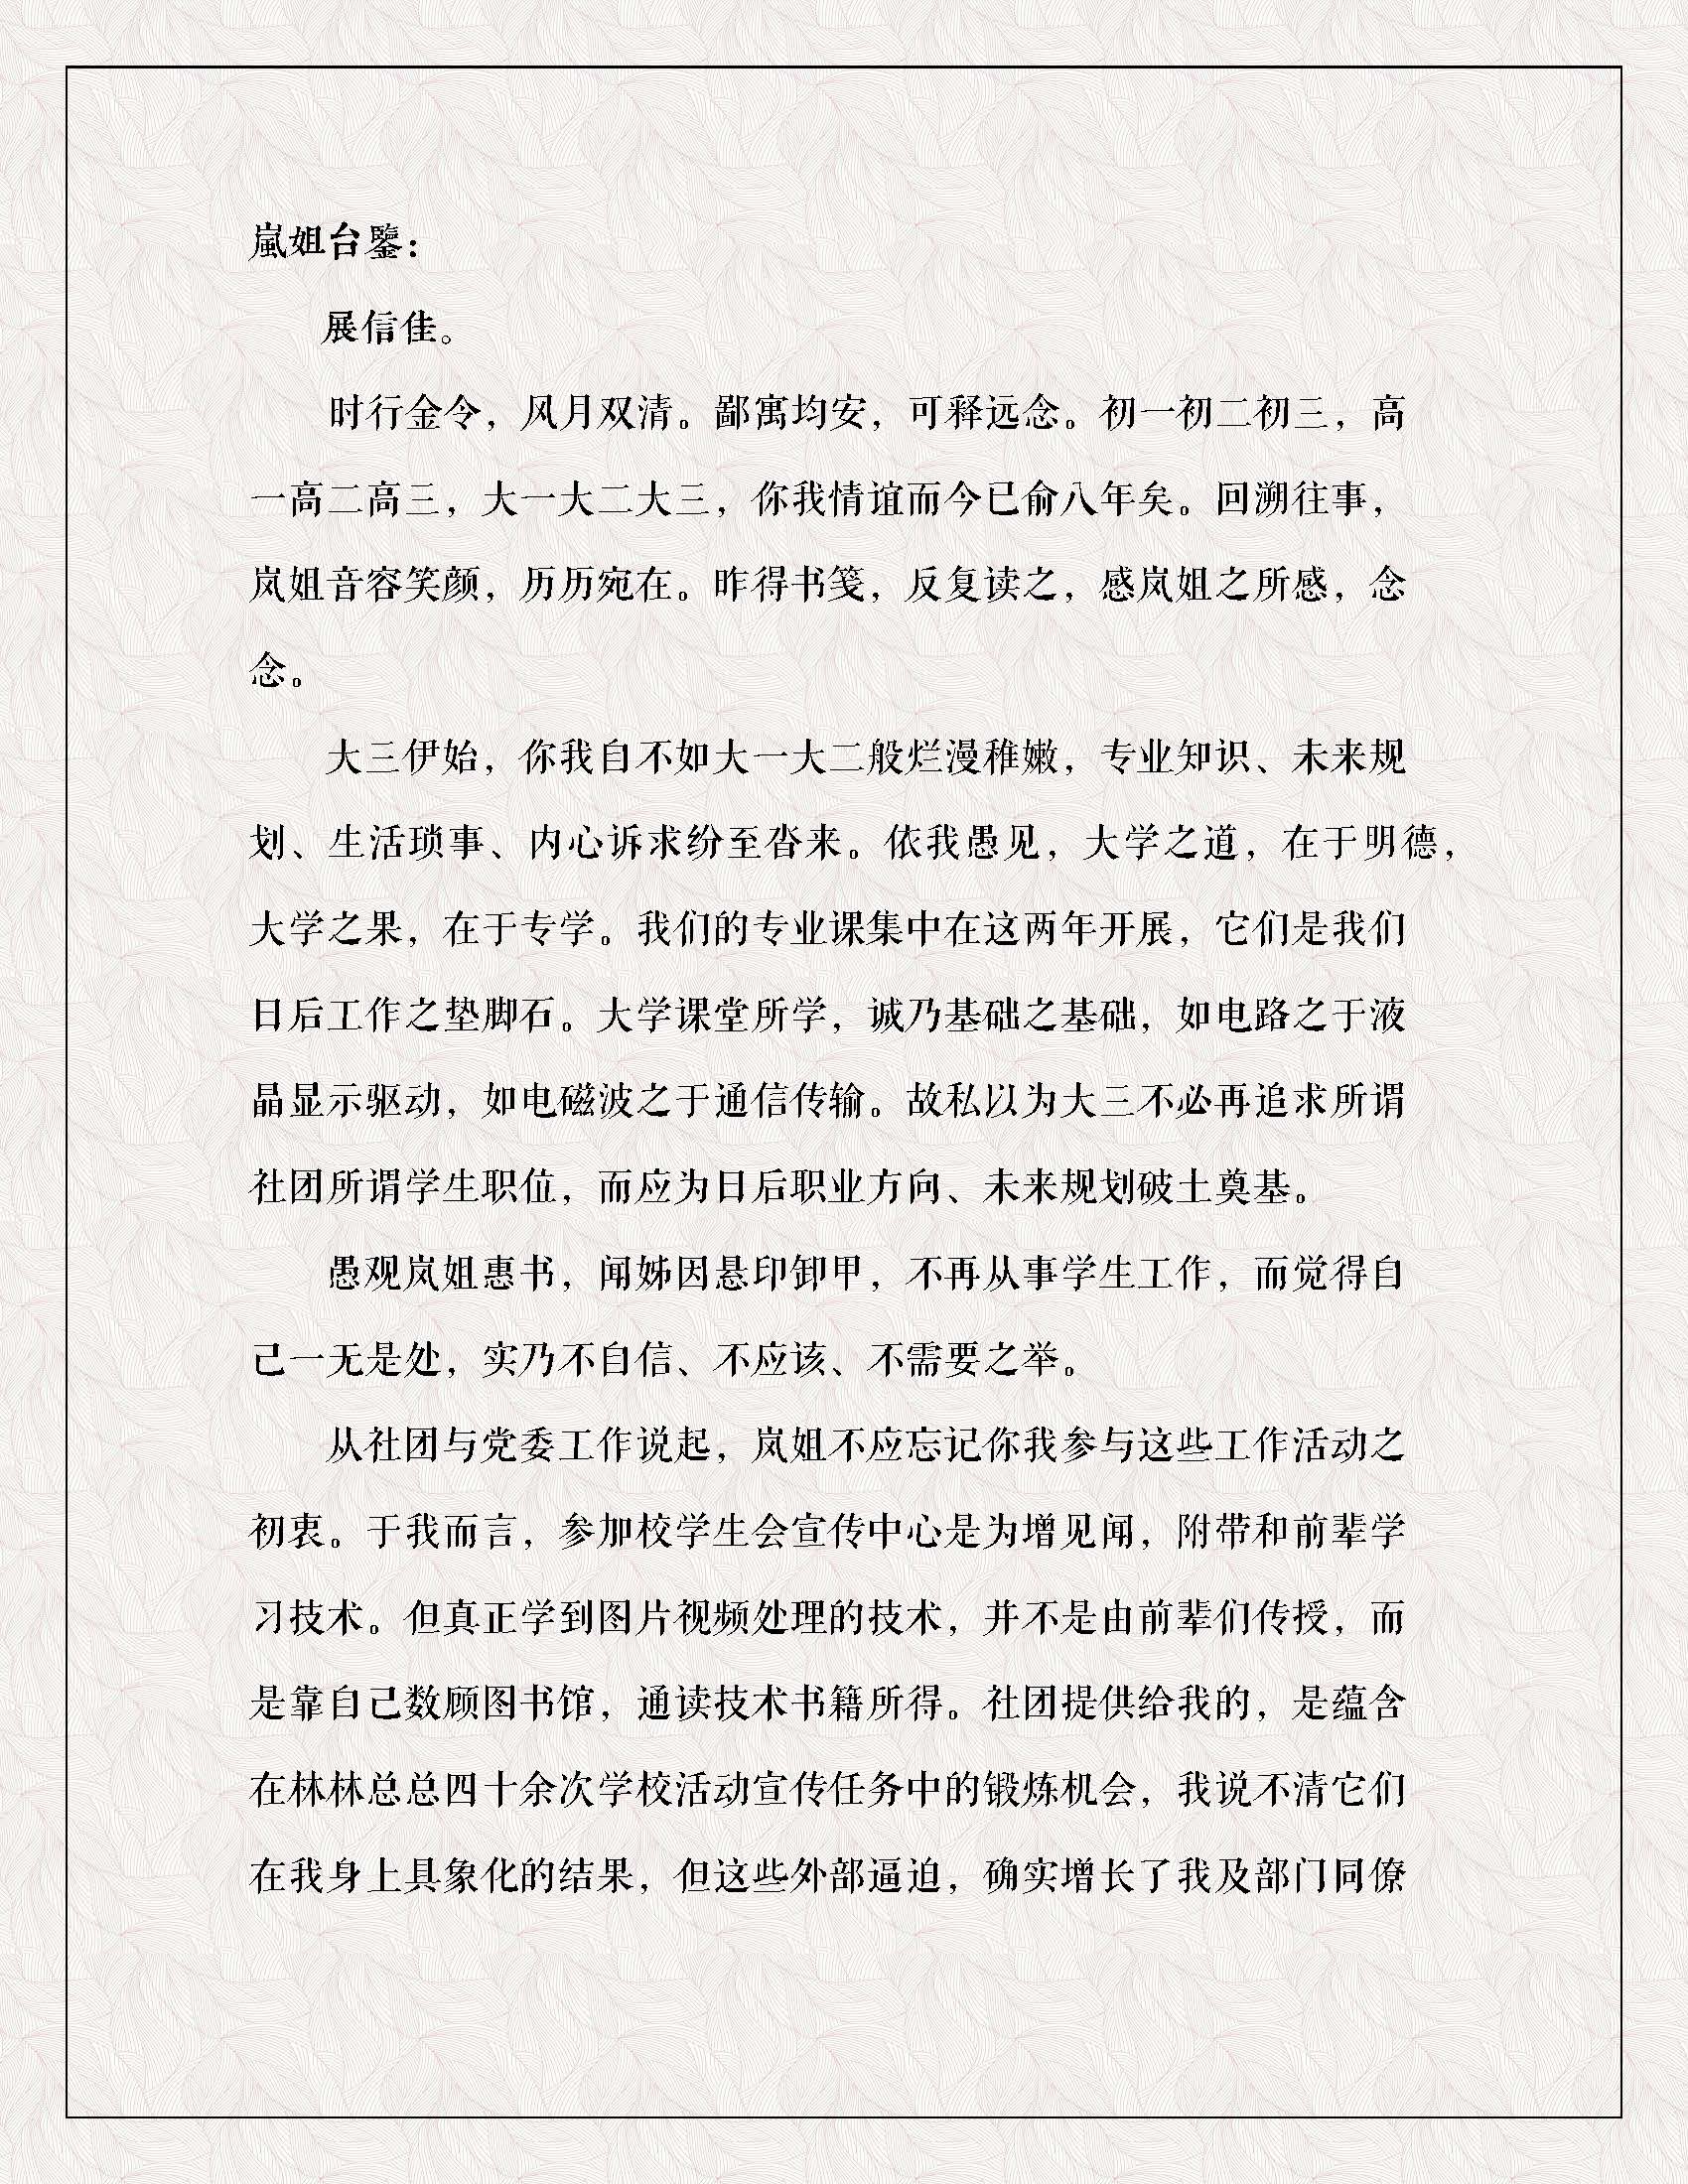 嵐姐台鑒：
展信佳。
时行金令，风月双清。鄙寓均安，可释远念。初一初二初三，高
一高二高三，大一大二大三，你我情谊而今已俞八年矣。回溯往事，
岚姐音容笑颜，历历宛在。昨得书笺，反复读之，感岚姐之所感，念
念。
大三伊始，你我自不如大一大二般烂漫稚嫩，专业知识、未来规
划、生活琐事、内心诉求纷至沓来。依我愚见，大学之道，在于明德，
大学之果，在于专学。我们的专业课集中在这两年开展，它们是我们
日后工作之垫脚石。大学课堂所学，诚乃基础之基础，如电路之于液
晶显示驱动，如电磁波之于通信传输。故私以为大三不必再追求所谓
社团所谓学生职位，而应为日后职业方向、未来规划破土奠基。
愚观岚姐惠书，闻姊因悬印卸甲，不再从事学生工作，而觉得自
己一无是处，实乃不自信、不应该、不需要之举。
从社团与党委工作说起，岚姐不应忘记你我参与这些工作活动之
初衷。于我而言，参加校学生会宣传中心是为增见闻，附带和前辈学
习技术。但真正学到图片视频处理的技术，并不是由前辈们传授，而
是靠自己数顾图书馆，通读技术书籍所得。社团提供给我的，是蕴含
在林林总总四十余次学校活动宣传任务中的锻炼机会，我说不清它们
在我身上具象化的结果，但这些外部逼迫，确实增长了我及部门同僚